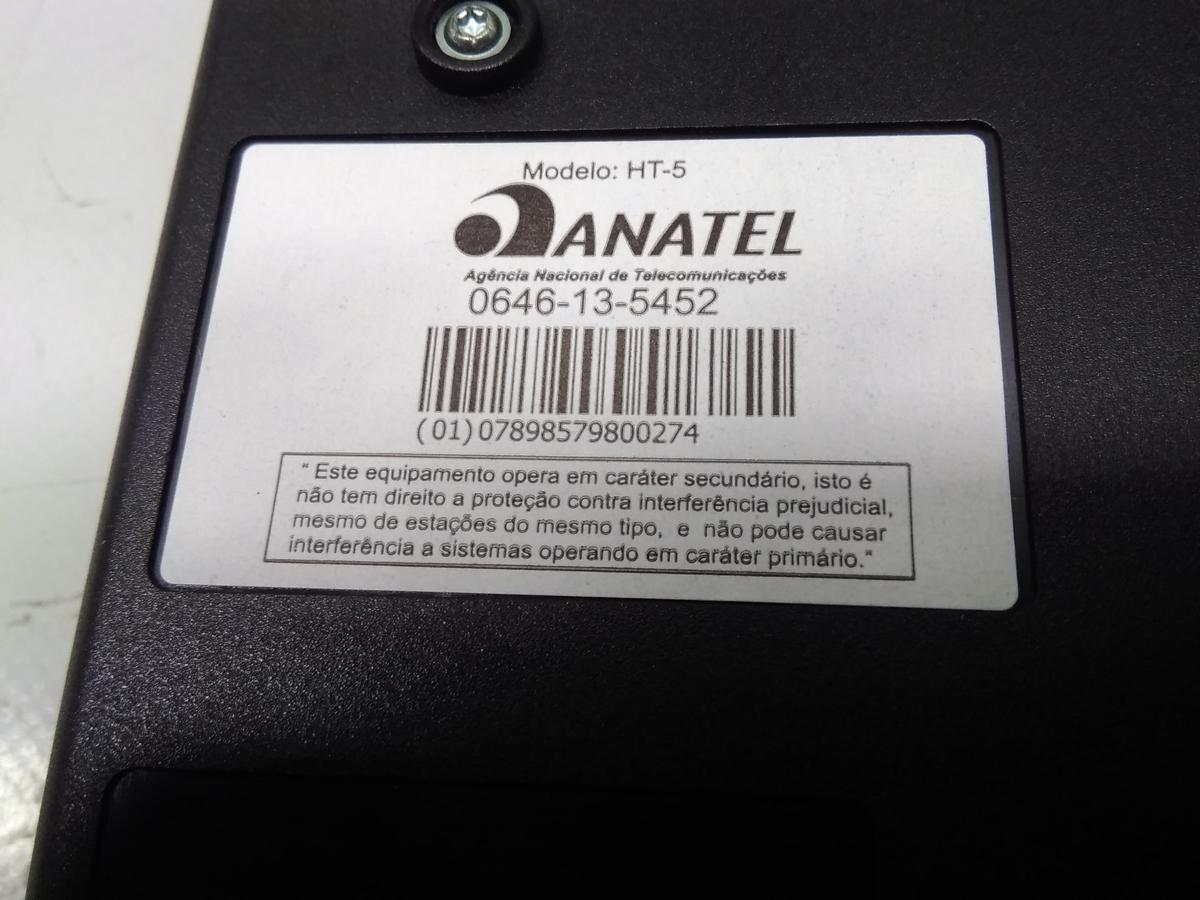 Modelo: HT-5
ANATEL
Agência Nacional de Telecomunicações
0646-13-5452
(01)07898579800274
“ Este equipamento opera em caráter secundário, isto é
não tem direito a proteção contra interferência prejudicial,
mesmo de estações do mesmo tipo, e não pode causar
interferência a sistemas operando em caráter primário.“